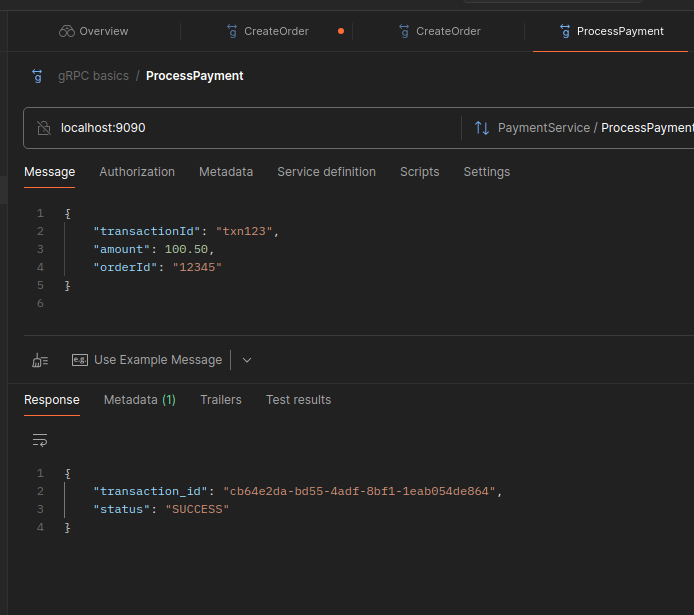 Overview CreateOrder CreateOrder ProcessPayment
gRPC basics / ProcessPayment
localhost:9090 PaymentService / ProcessPayment
Message Authorization Metadata Service definition Scripts Settings
1 {
2 "transactionId": "txn123",
3 "amount": 100.50,
4 "orderId": "12345"
5 }
6
e.g. Use Example Message
Response Metadata (1) Trailers Test results
1 {
2 "transaction_id": "cb64e2da-bd55-4adf-8bf1-1eab054de864",
3 "status": "SUCCESS"
4 }